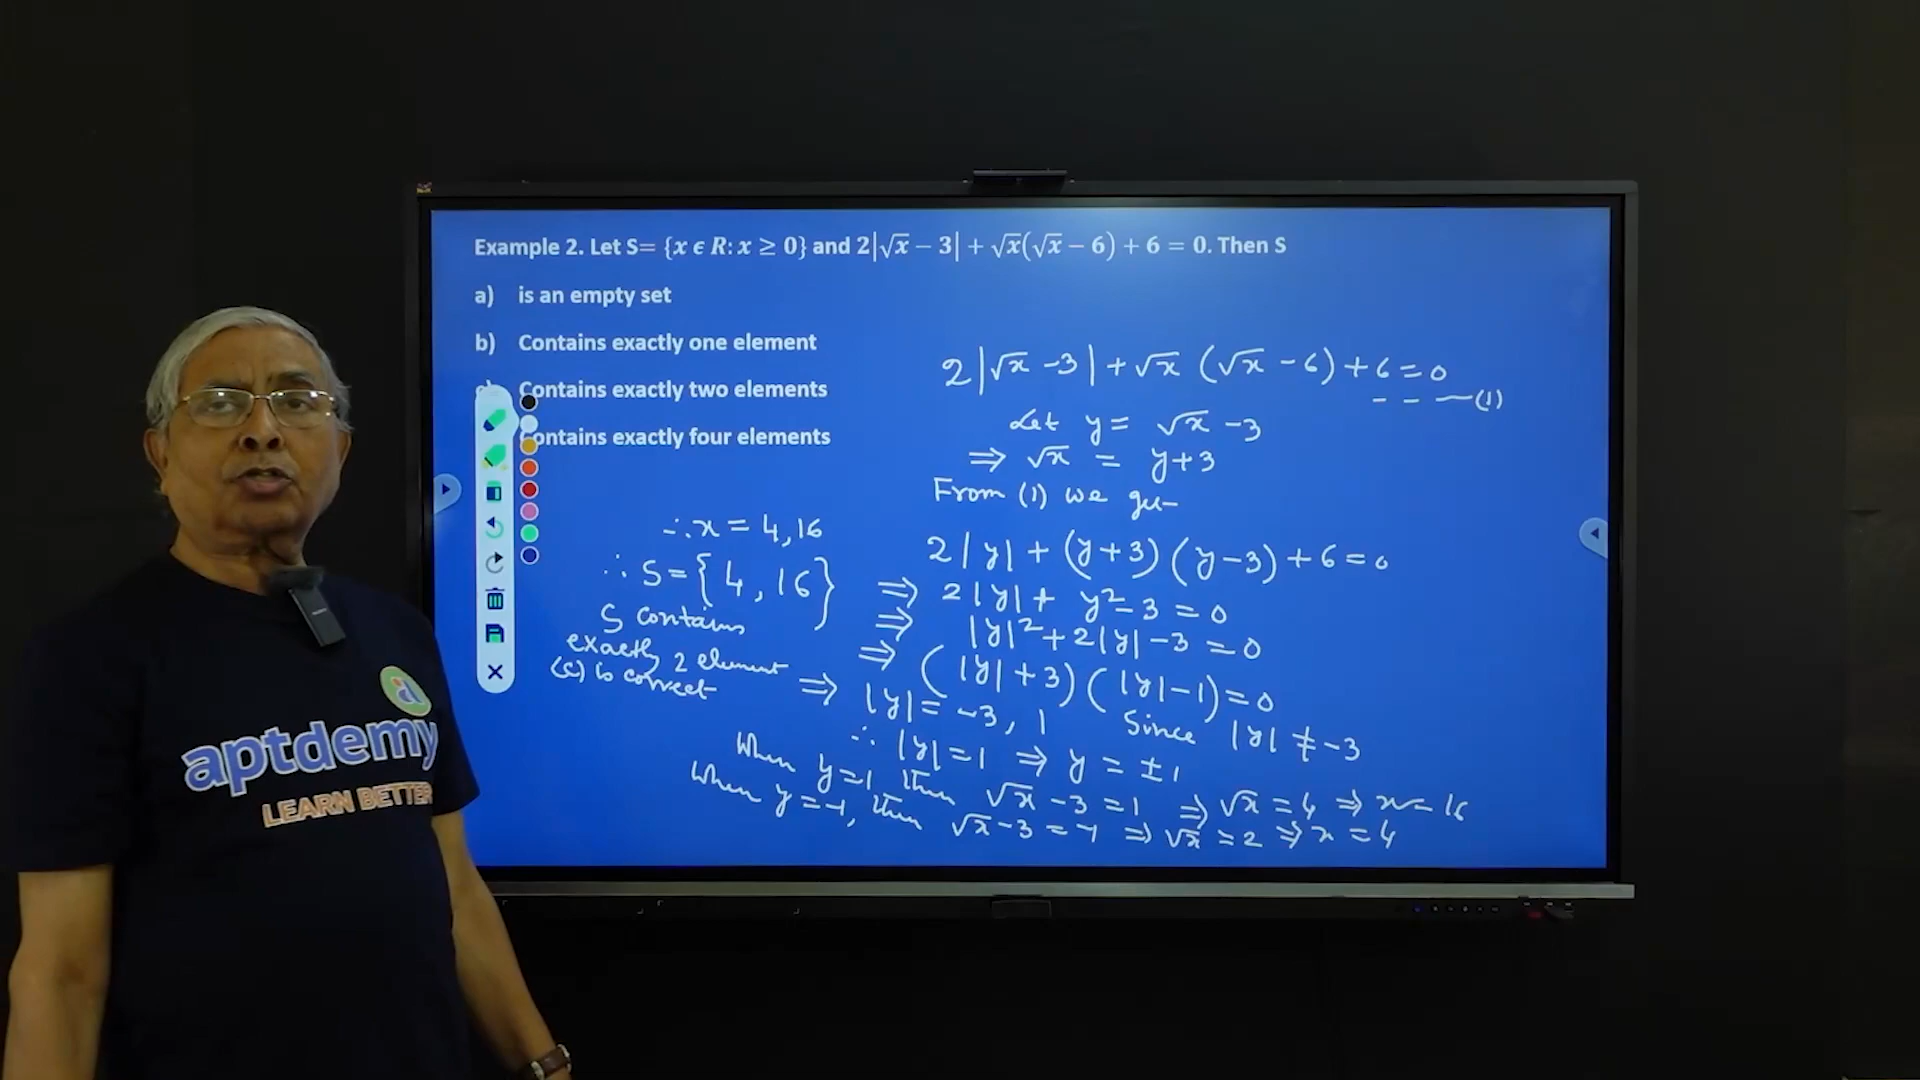 Example 2. Let S= {x ϵ R: x ≥ 0} and 2|√x − 3| + √x(√x − 6) + 6 = 0. Then S
a) is an empty set
b) Contains exactly one element
Contains exactly two elements
Contains exactly four elements
2|√x -3| + √x (√x -6) + 6 = 0
- - —(1)
Let y = √x -3
⇒ √x = y+3
From (1) we
2|y| + (y+3)(y-3) + 6 = 0
⇒ 2|y| + y²-3 = 0
⇒ |y|² + 2|y| -3 = 0
⇒ (|y|+3)(|y|-1) = 0
⇒ |y| = -3, 1 Since |y| ≠ -3
∴ |y| = 1 ⇒ y = ±1
When y=1, then √x -3 = 1 ⇒ √x = 4 ⇒ x = 16
When y=-1, then √x-3 = -1 ⇒ √x = 2 ⇒ x = 4
∴ x = 4, 16
∴ S = {4, 16}
S contains
exactly 2 element
(c) is correct
aptdemy
LEARN BETTER